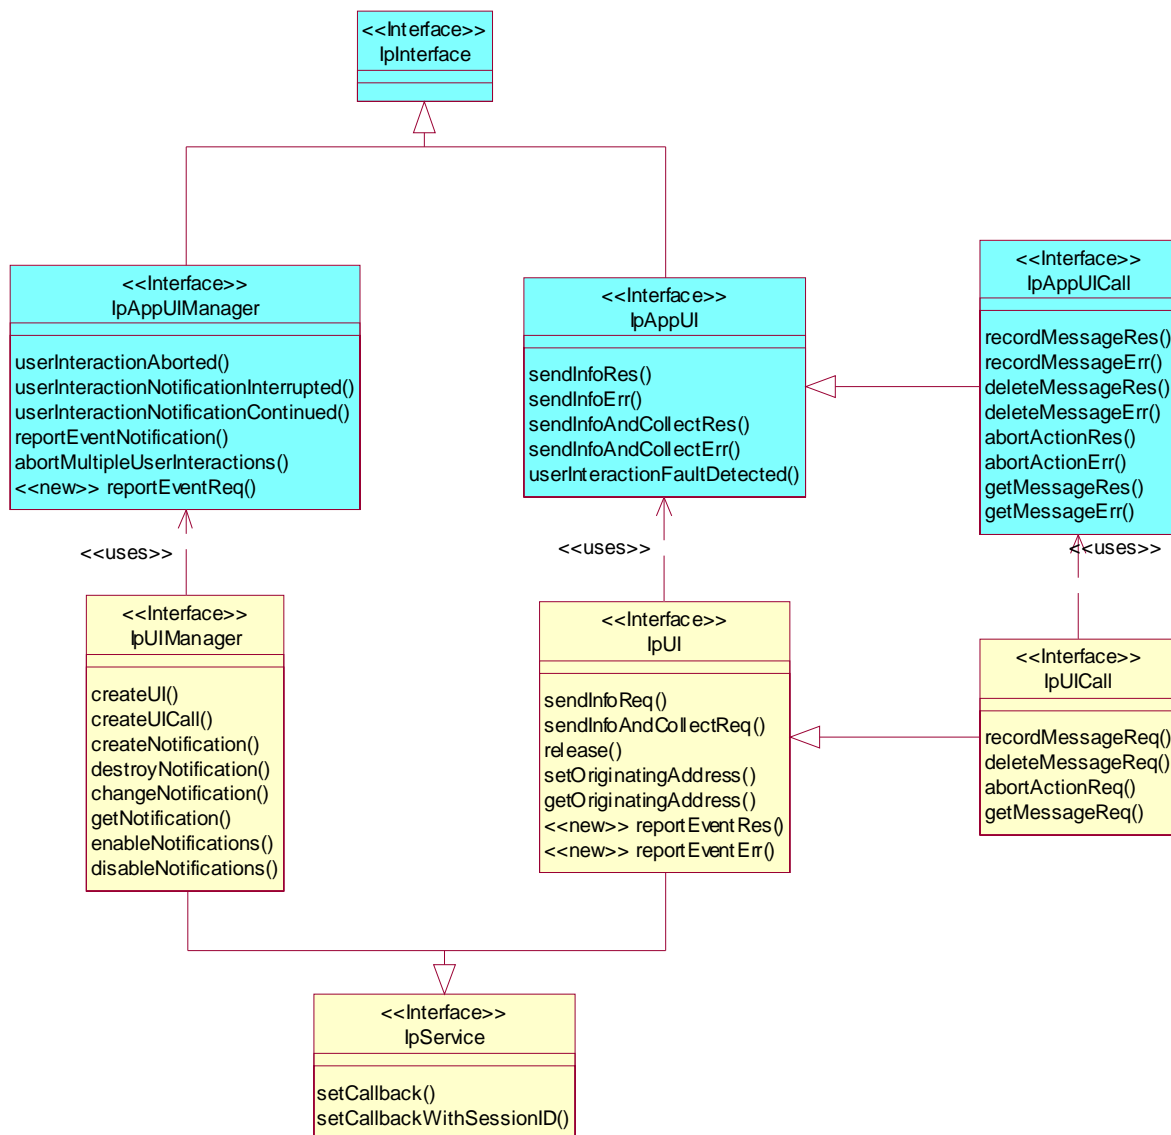 <<Interface>>
IpInterface
<<Interface>>
IpAppUIManager
userInteractionAborted()
userInteractionNotificationInterrupted()
userInteractionNotificationContinued()
reportEventNotification()
abortMultipleUserInteractions()
<<new>> reportEventReq()
<<Interface>>
IpAppUI
sendInfoRes()
sendInfoErr()
sendInfoAndCollectRes()
sendInfoAndCollectErr()
userInteractionFaultDetected()
<<Interface>>
IpAppUICall
recordMessageRes()
recordMessageErr()
deleteMessageRes()
deleteMessageErr()
abortActionRes()
abortActionErr()
getMessageRes()
getMessageErr()
<<uses>>
<<uses>>
<<uses>>
<<Interface>>
IpUIManager
createUI()
createUICall()
createNotification()
destroyNotification()
changeNotification()
getNotification()
enableNotifications()
disableNotifications()
<<Interface>>
IpUI
sendInfoReq()
sendInfoAndCollectReq()
release()
setOriginatingAddress()
getOriginatingAddress()
<<new>> reportEventRes()
<<new>> reportEventErr()
<<Interface>>
IpUICall
recordMessageReq()
deleteMessageReq()
abortActionReq()
getMessageReq()
<<Interface>>
IpService
setCallback()
setCallbackWithSessionID()